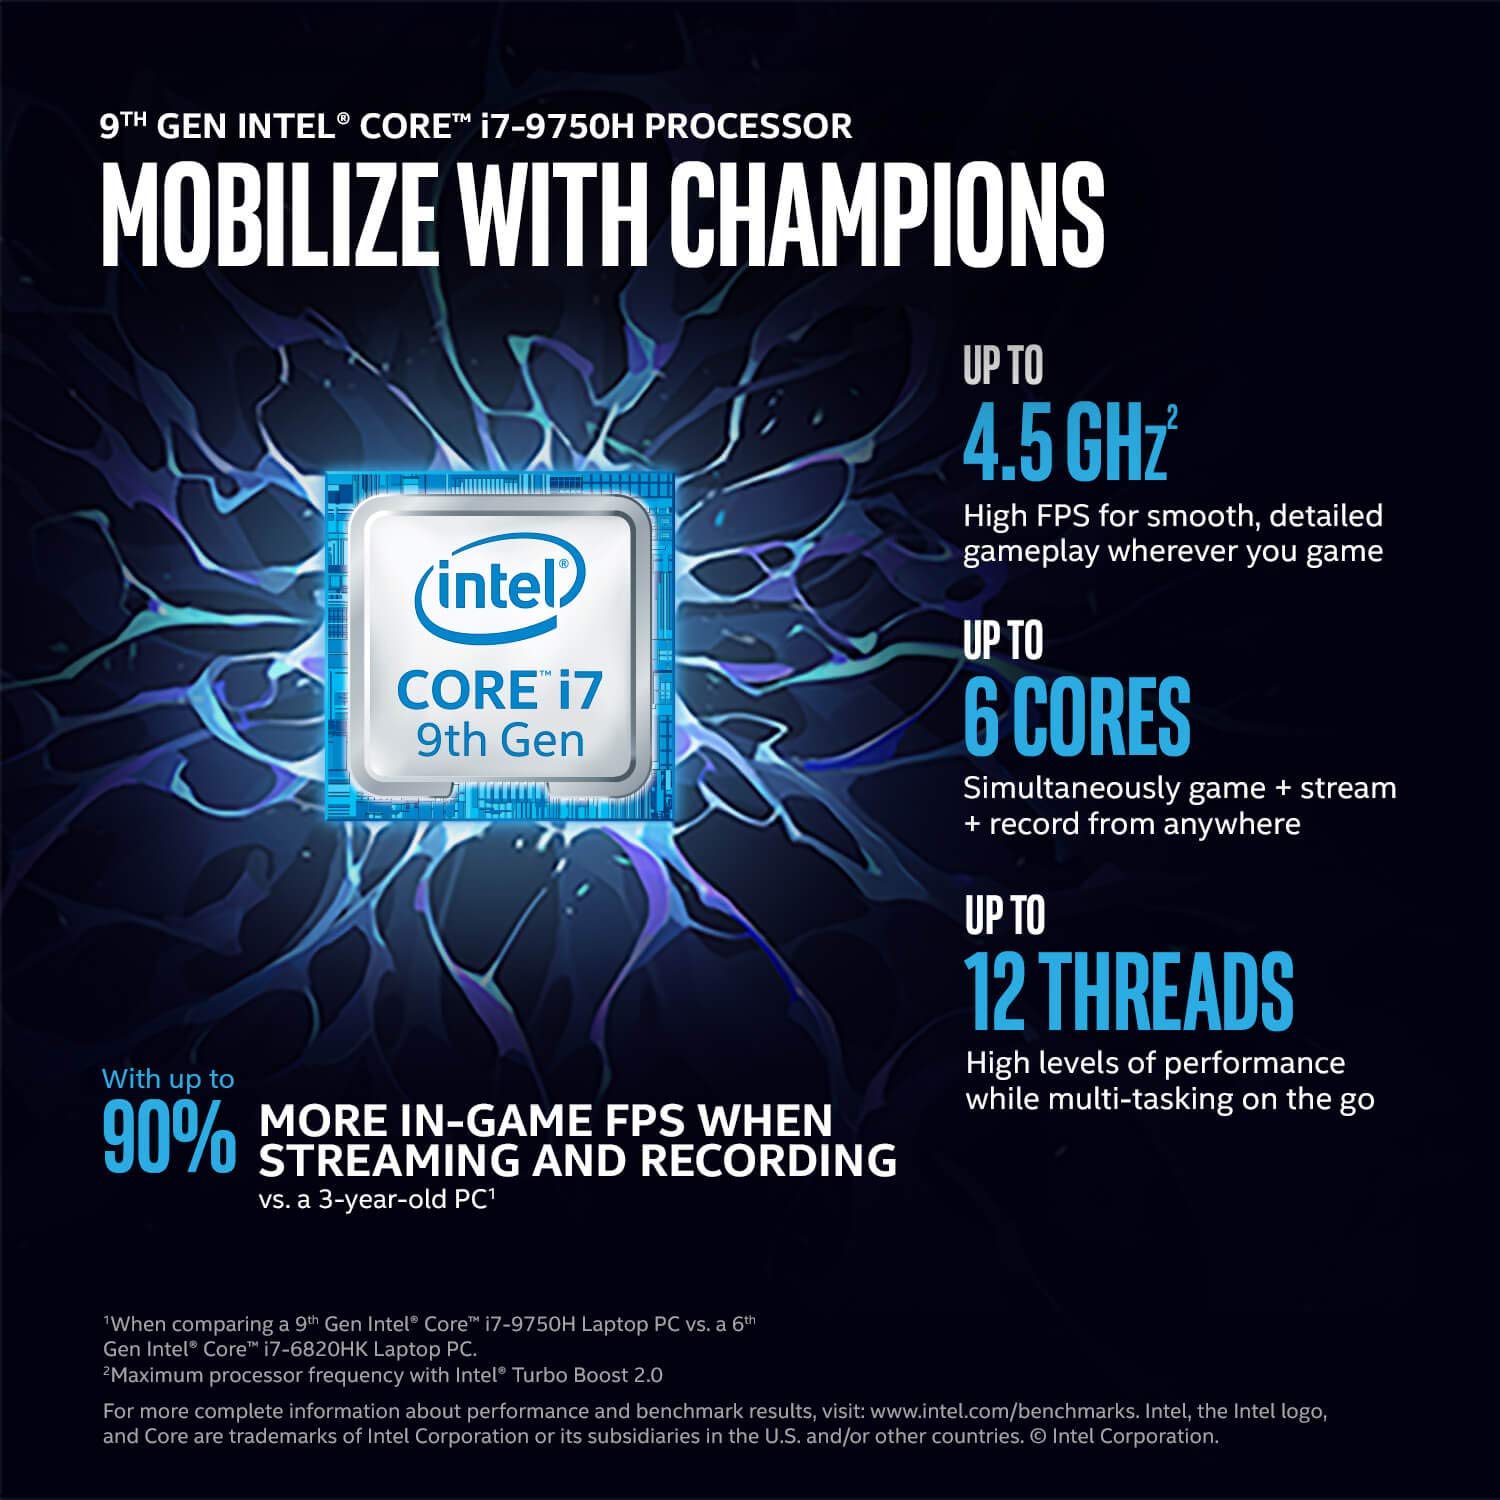 9TH GEN INTEL® CORE™ i7-9750H PROCESSOR
MOBILIZE WITH CHAMPIONS
UP TO
4.5 GHz²
High FPS for smooth, detailed
gameplay wherever you game
intel®
CORE™ i7
9th Gen
UP TO
6 CORES
Simultaneously game + stream
+ record from anywhere
UP TO
12 THREADS
High levels of performance
while multi-tasking on the go
With up to
90%
MORE IN-GAME FPS WHEN
STREAMING AND RECORDING
vs. a 3-year-old PC¹
¹When comparing a 9th Gen Intel® Core™ i7-9750H Laptop PC vs. a 6th
Gen Intel® Core™ i7-6820HK Laptop PC.
²Maximum processor frequency with Intel® Turbo Boost 2.0
For more complete information about performance and benchmark results, visit: www.intel.com/benchmarks. Intel, the Intel logo,
and Core are trademarks of Intel Corporation or its subsidiaries in the U.S. and/or other countries. © Intel Corporation.